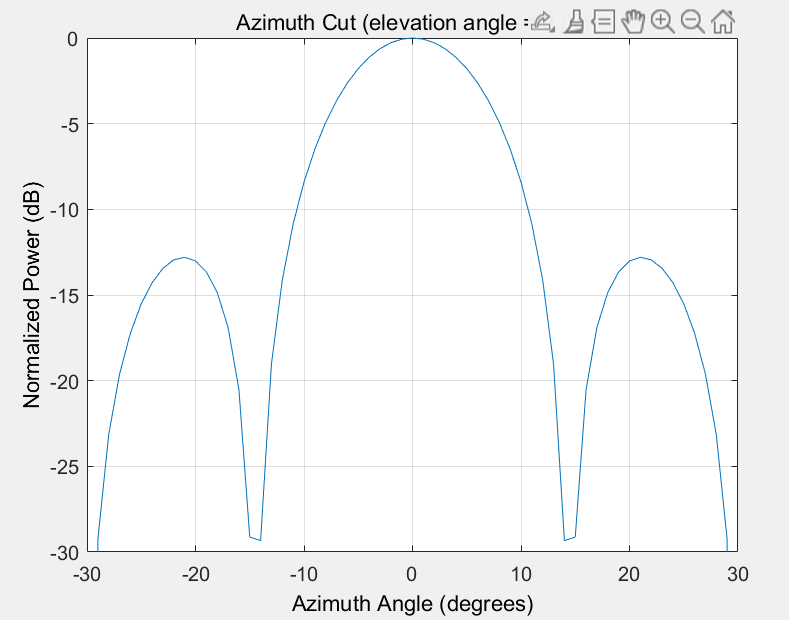 Azimuth Cut (elevation angle =
0
-5
-10
-15
-20
-25
-30
Normalized Power (dB)
-30 -20 -10 0 10 20 30
Azimuth Angle (degrees)